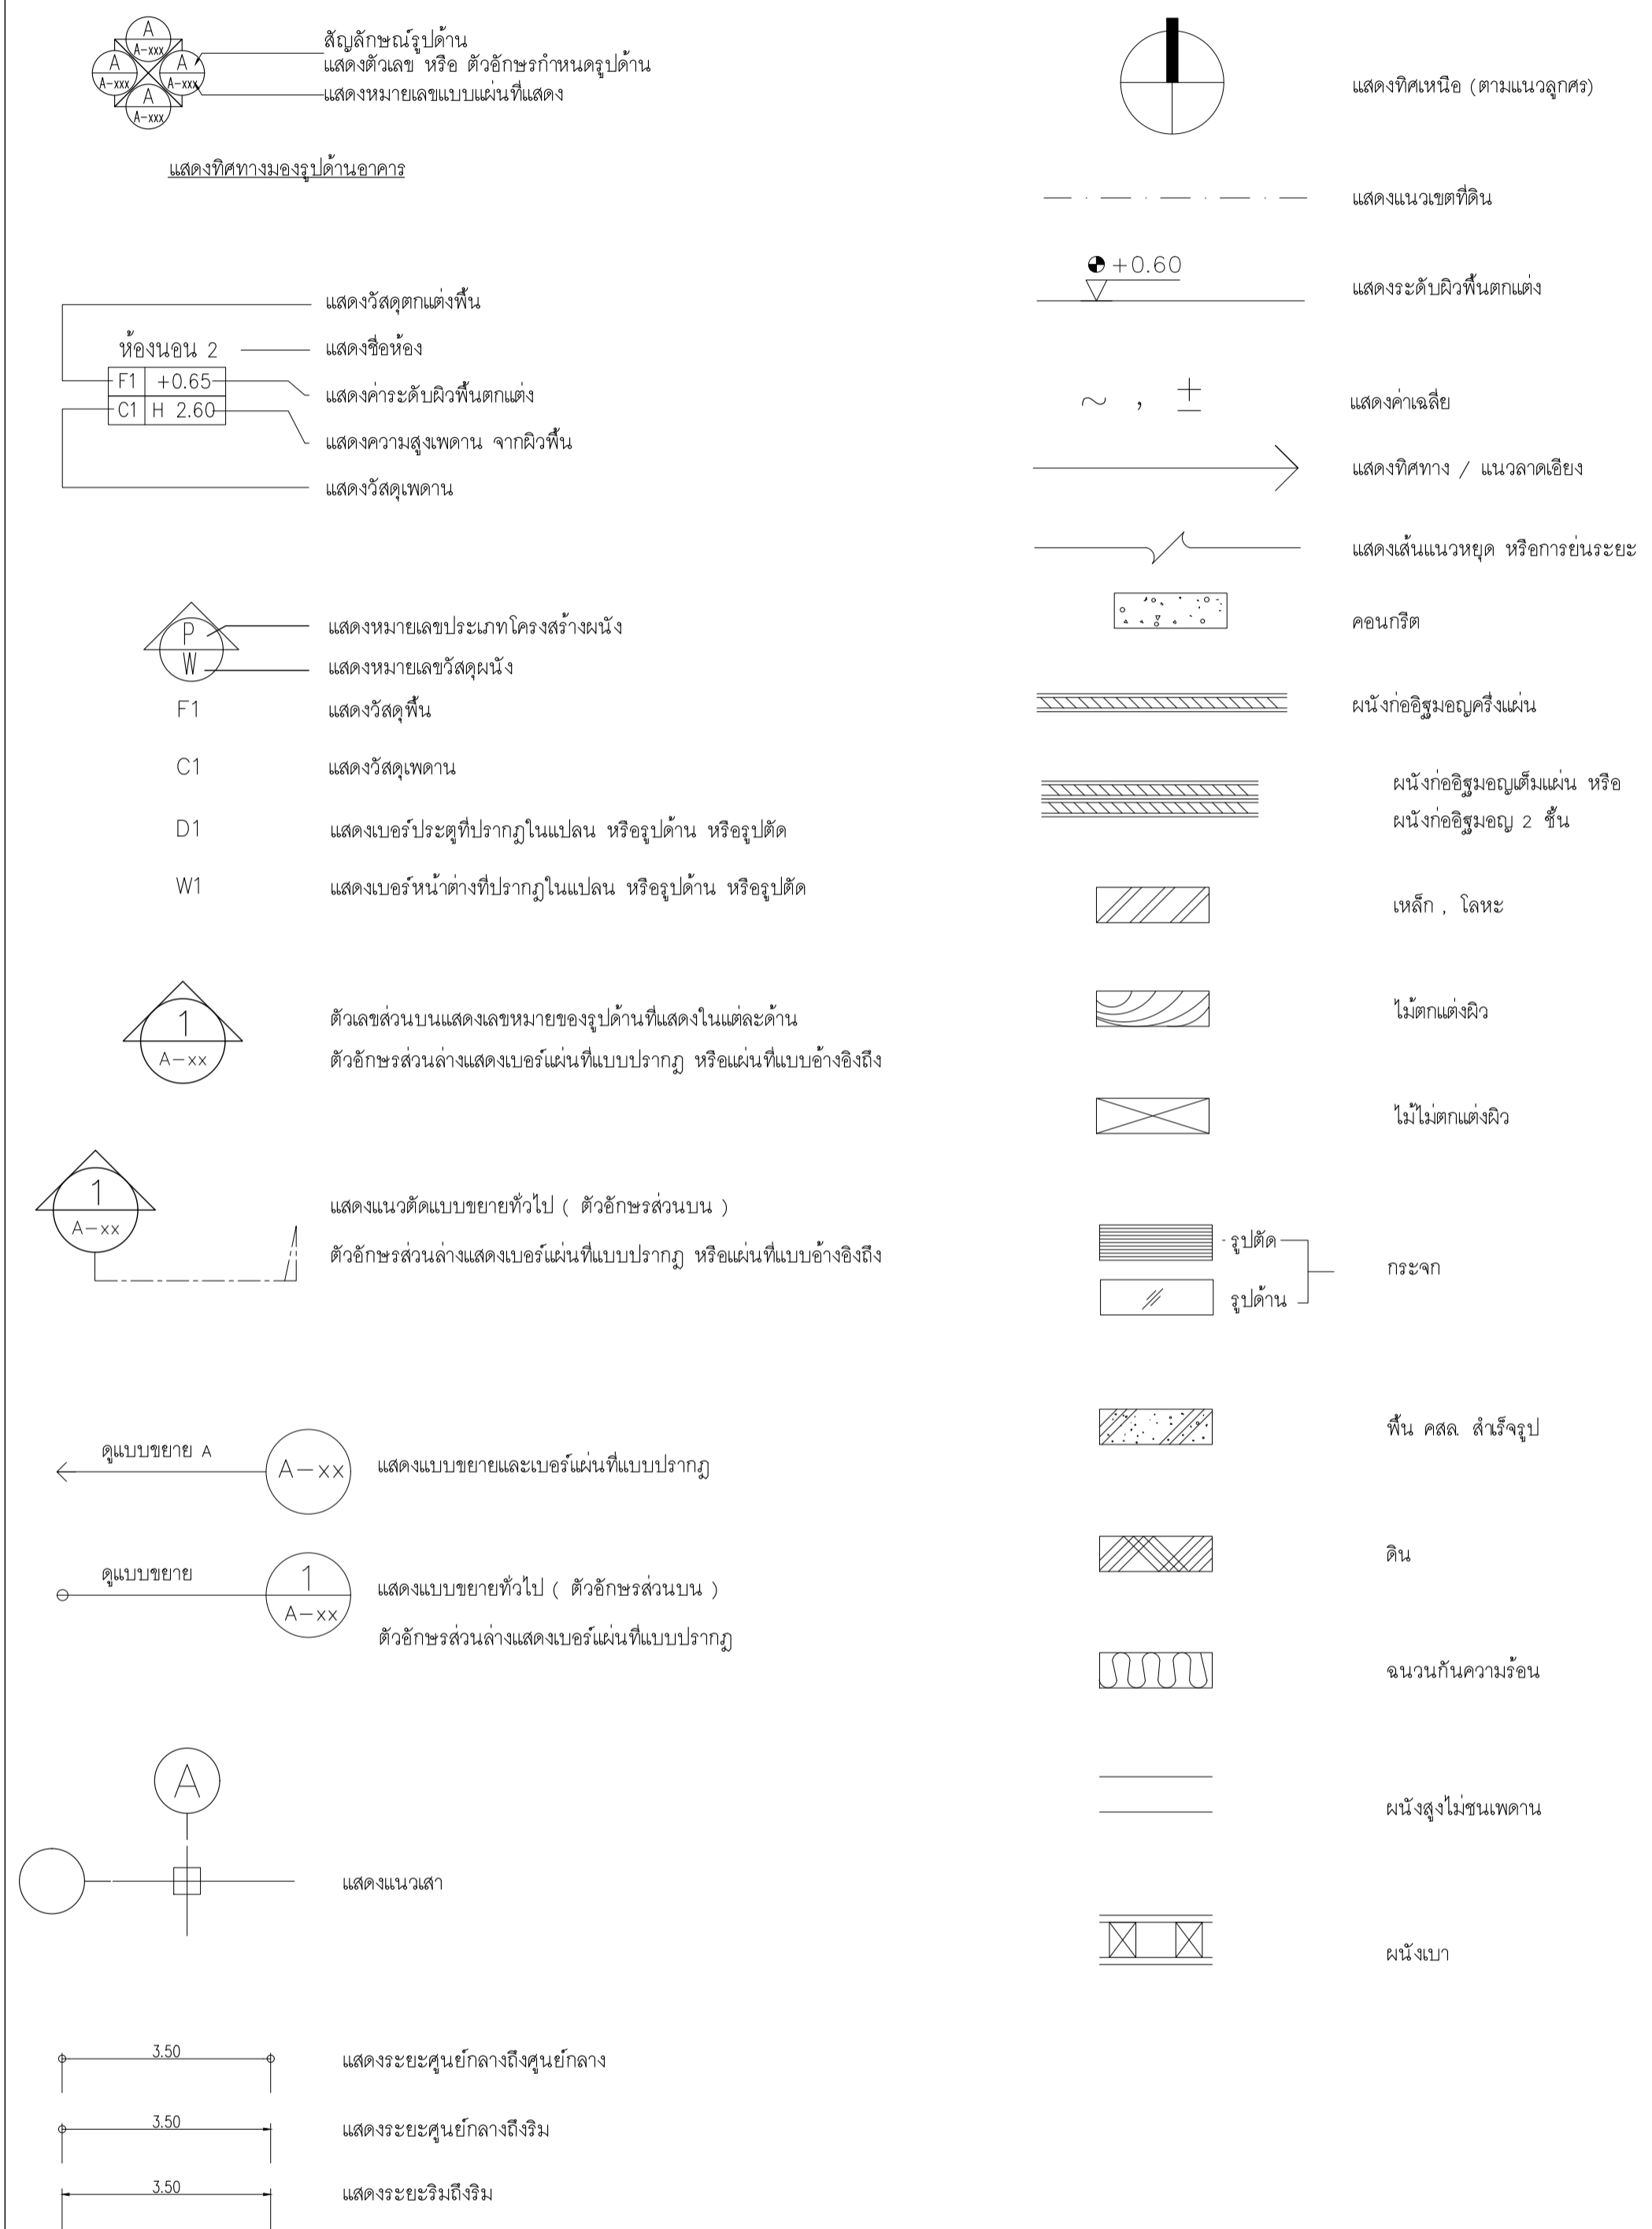 A
A-xxx
A
A-xxx
A
A-xxx
A
A-xxx
สัญลักษณ์รูปด้าน
แสดงตัวเลข หรือ ตัวอักษรกำหนดรูปด้าน
แสดงหมายเลขแบบแผ่นที่แสดง
แสดงทิศทางมองรูปด้านอาคาร
แสดงวัสดุตกแต่งพื้น
ห้องนอน 2
แสดงชื่อห้อง
F1 +0.65
แสดงค่าระดับผิวพื้นตกแต่ง
C1 H 2.60
แสดงความสูงเพดาน จากผิวพื้น
แสดงวัสดุเพดาน
P
แสดงหมายเลขประเภทโครงสร้างผนัง
W
แสดงหมายเลขวัสดุผนัง
F1 แสดงวัสดุพื้น
C1 แสดงวัสดุเพดาน
D1 แสดงเบอร์ประตูที่ปรากฎในแปลน หรือรูปด้าน หรือรูปตัด
W1 แสดงเบอร์หน้าต่างที่ปรากฎในแปลน หรือรูปด้าน หรือรูปตัด
1
A-xx
ตัวเลขส่วนบนแสดงเลขหมายของรูปด้านที่แสดงในแต่ละด้าน
ตัวอักษรส่วนล่างแสดงเบอร์แผ่นที่แบบปรากฎ หรือแผ่นที่แบบอ้างอิงถึง
1
A-xx
แสดงแนวตัดแบบขยายทั่วไป ( ตัวอักษรส่วนบน )
ตัวอักษรส่วนล่างแสดงเบอร์แผ่นที่แบบปรากฎ หรือแผ่นที่แบบอ้างอิงถึง
ดูแบบขยาย A
A-xx
แสดงแบบขยายและเบอร์แผ่นที่แบบปรากฎ
ดูแบบขยาย
1
A-xx
แสดงแบบขยายทั่วไป ( ตัวอักษรส่วนบน )
ตัวอักษรส่วนล่างแสดงเบอร์แผ่นที่แบบปรากฎ
A
แสดงแนวเสา
3.50
แสดงระยะศูนย์กลางถึงศูนย์กลาง
3.50
แสดงระยะศูนย์กลางถึงริม
3.50
แสดงระยะริมถึงริม
แสดงทิศเหนือ (ตามแนวลูกศร)
แสดงแนวเขตที่ดิน
+0.60
แสดงระดับผิวพื้นตกแต่ง
~ , ±
แสดงค่าเฉลี่ย
แสดงทิศทาง / แนวลาดเอียง
แสดงเส้นแนวหยุด หรือการย่นระยะ
คอนกรีต
ผนังก่ออิฐมอญครึ่งแผ่น
ผนังก่ออิฐมอญเต็มแผ่น หรือ
ผนังก่ออิฐมอญ 2 ชั้น
เหล็ก , โลหะ
ไม้ตกแต่งผิว
ไม้ไม่ตกแต่งผิว
รูปตัด
กระจก
รูปด้าน
พื้น คสล. สำเร็จรูป
ดิน
ฉนวนกันความร้อน
ผนังสูงไม่ชนเพดาน
ผนังเบา